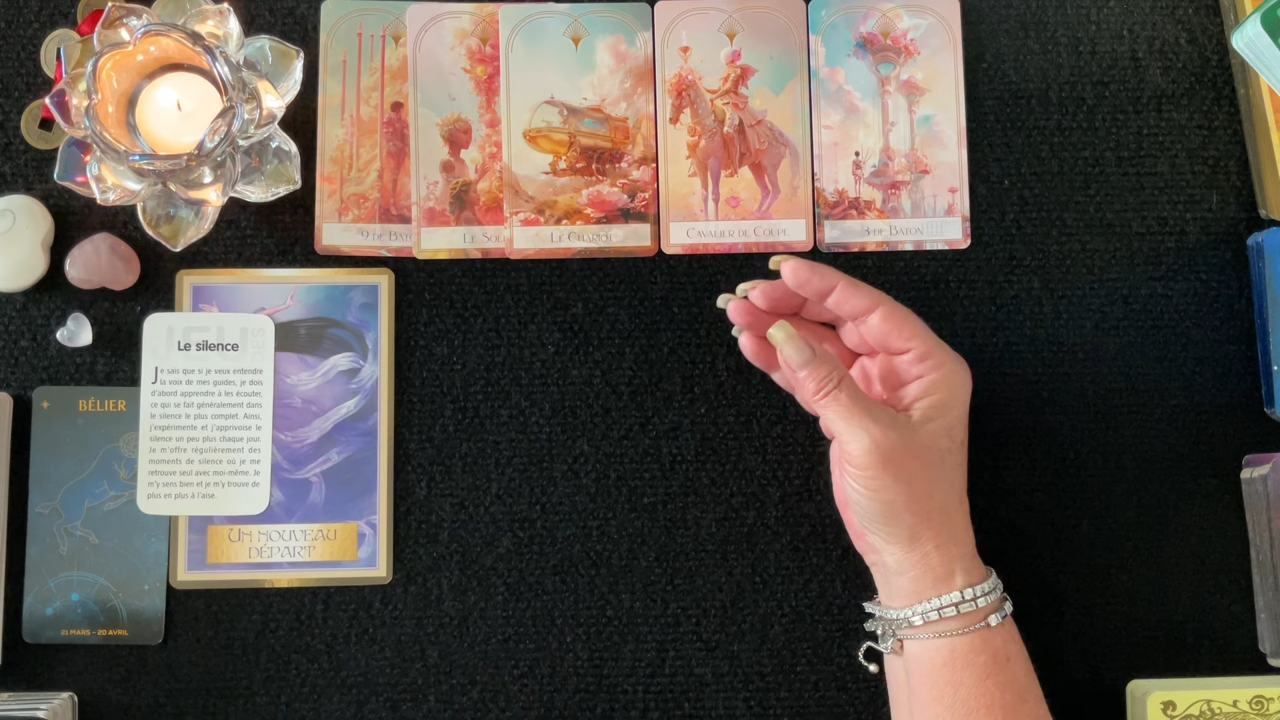 9 DE BAT
LE SOL
LE CHARIOT
CAVALIER DE COUPE
3 DE BATON
Le silence
Je sais que si je veux entendre
la voix de mes guides, je dois
d'abord apprendre à les écouter,
ce qui se fait généralement dans
le silence le plus complet. Ainsi,
j'expérimente et j'apprivoise le
silence un peu plus chaque jour.
Je m'offre régulièrement des
moments de silence où je me
retrouve seul avec moi-même. Je
m'y sens bien et je m'y trouve de
plus en plus à l'aise.
BÉLIER
21 MARS - 20 AVRIL
UN NOUVEAU
DÉPART